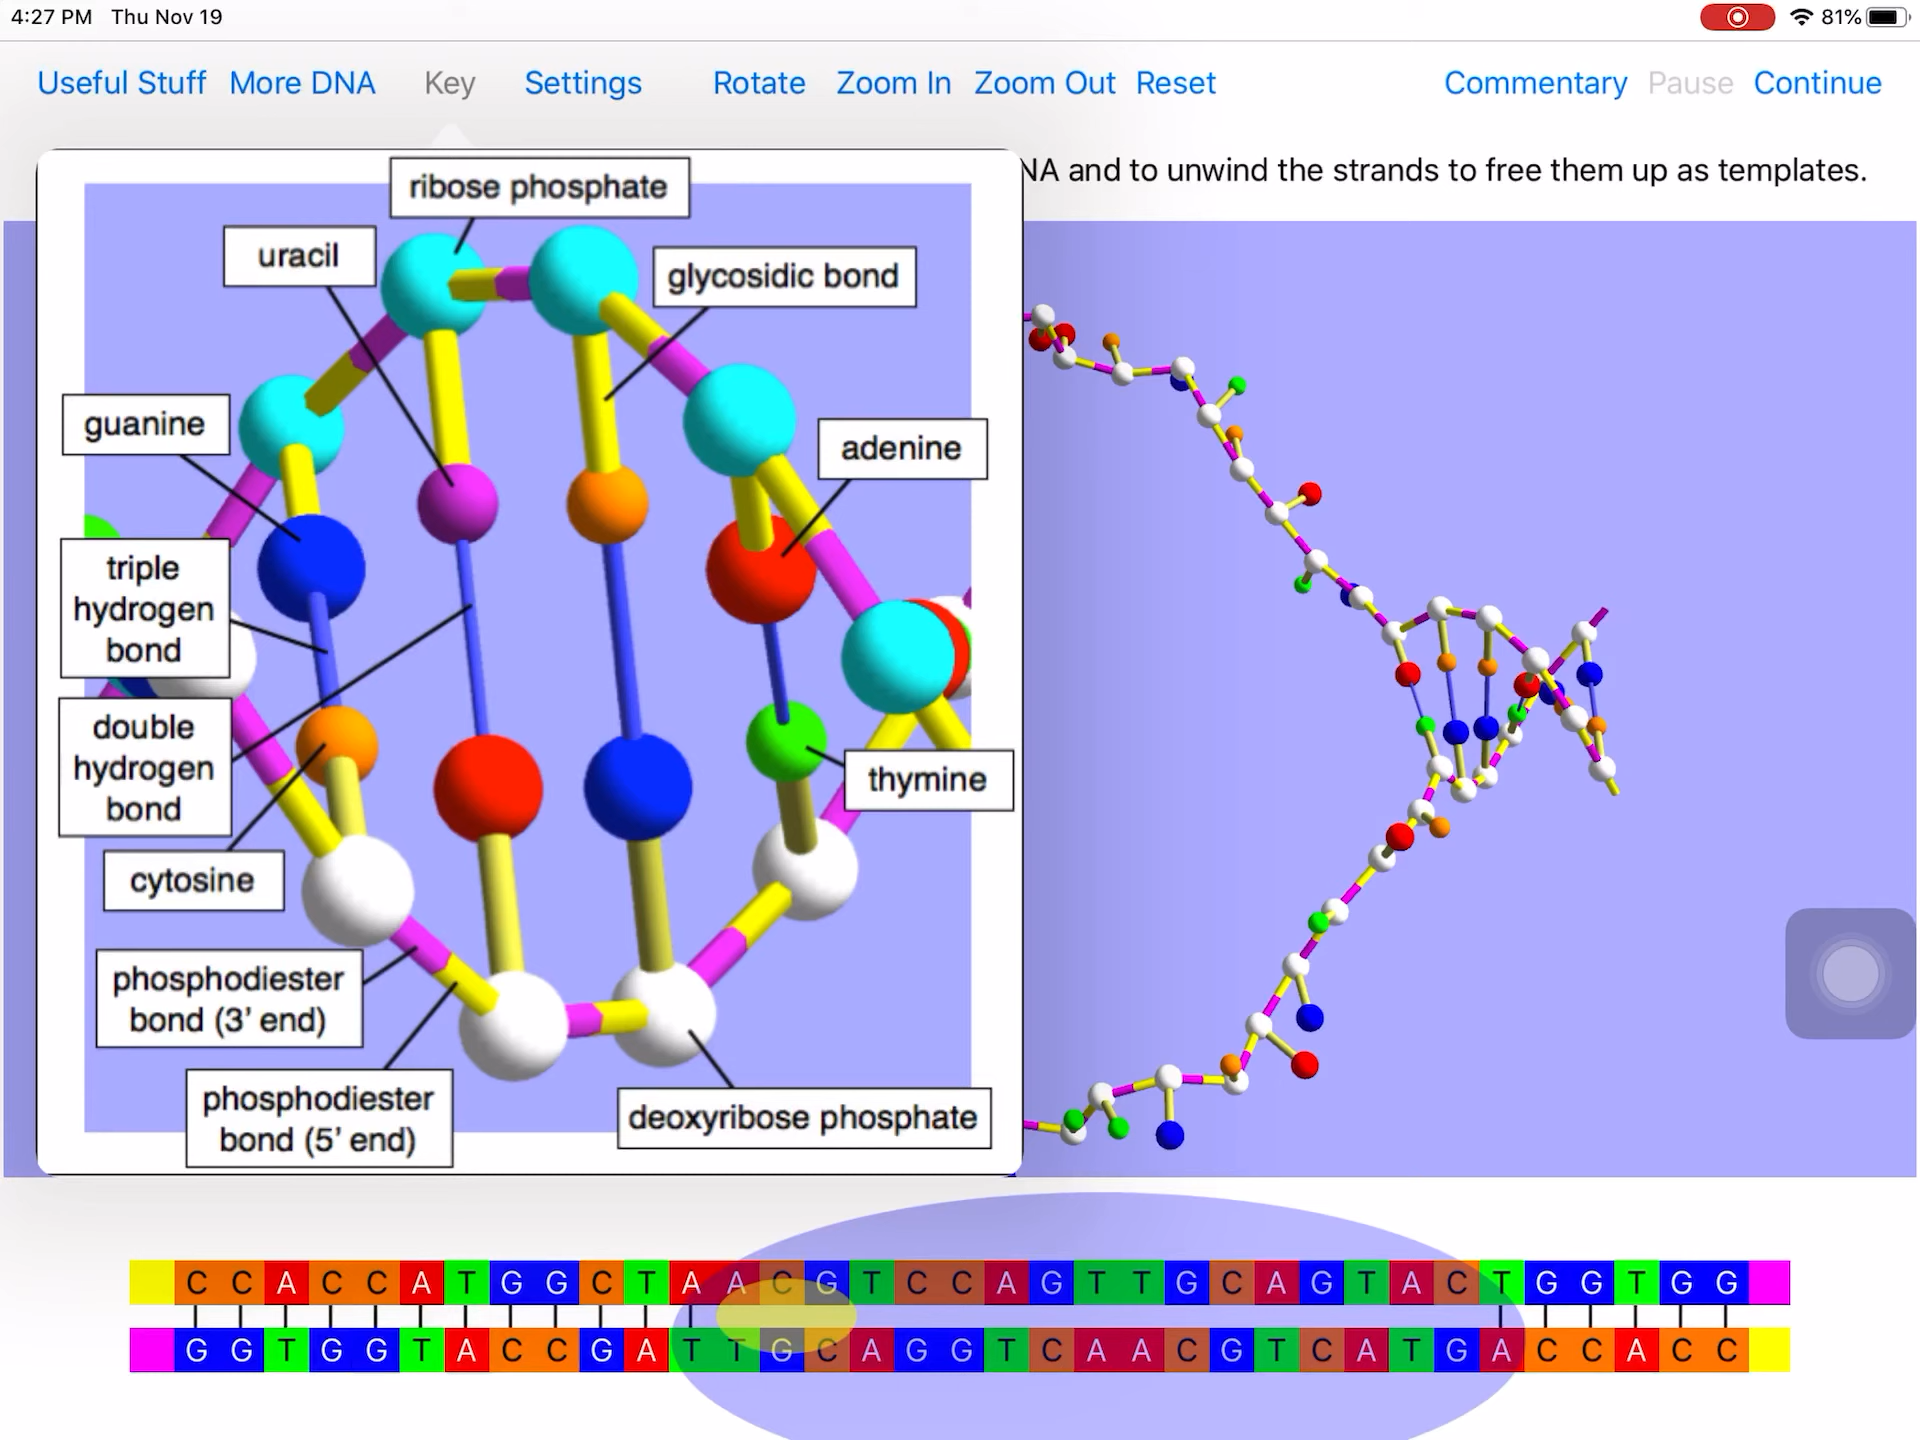 4:27 PM Thu Nov 19
81%
Useful Stuff More DNA Key Settings Rotate Zoom In Zoom Out Reset Commentary Pause Continue
NA and to unwind the strands to free them up as templates.
ribose phosphate
uracil
glycosidic bond
guanine
adenine
triple
hydrogen
bond
double
hydrogen
bond
thymine
cytosine
phosphodiester
bond (3' end)
phosphodiester
bond (5' end)
deoxyribose phosphate
C C A C C A T G G C T A A C G T C C A G T T G C A G T A C T G G T G G
G G T G G T A C C G A T T G C A G G T C A A C G T C A T G A C C A C C